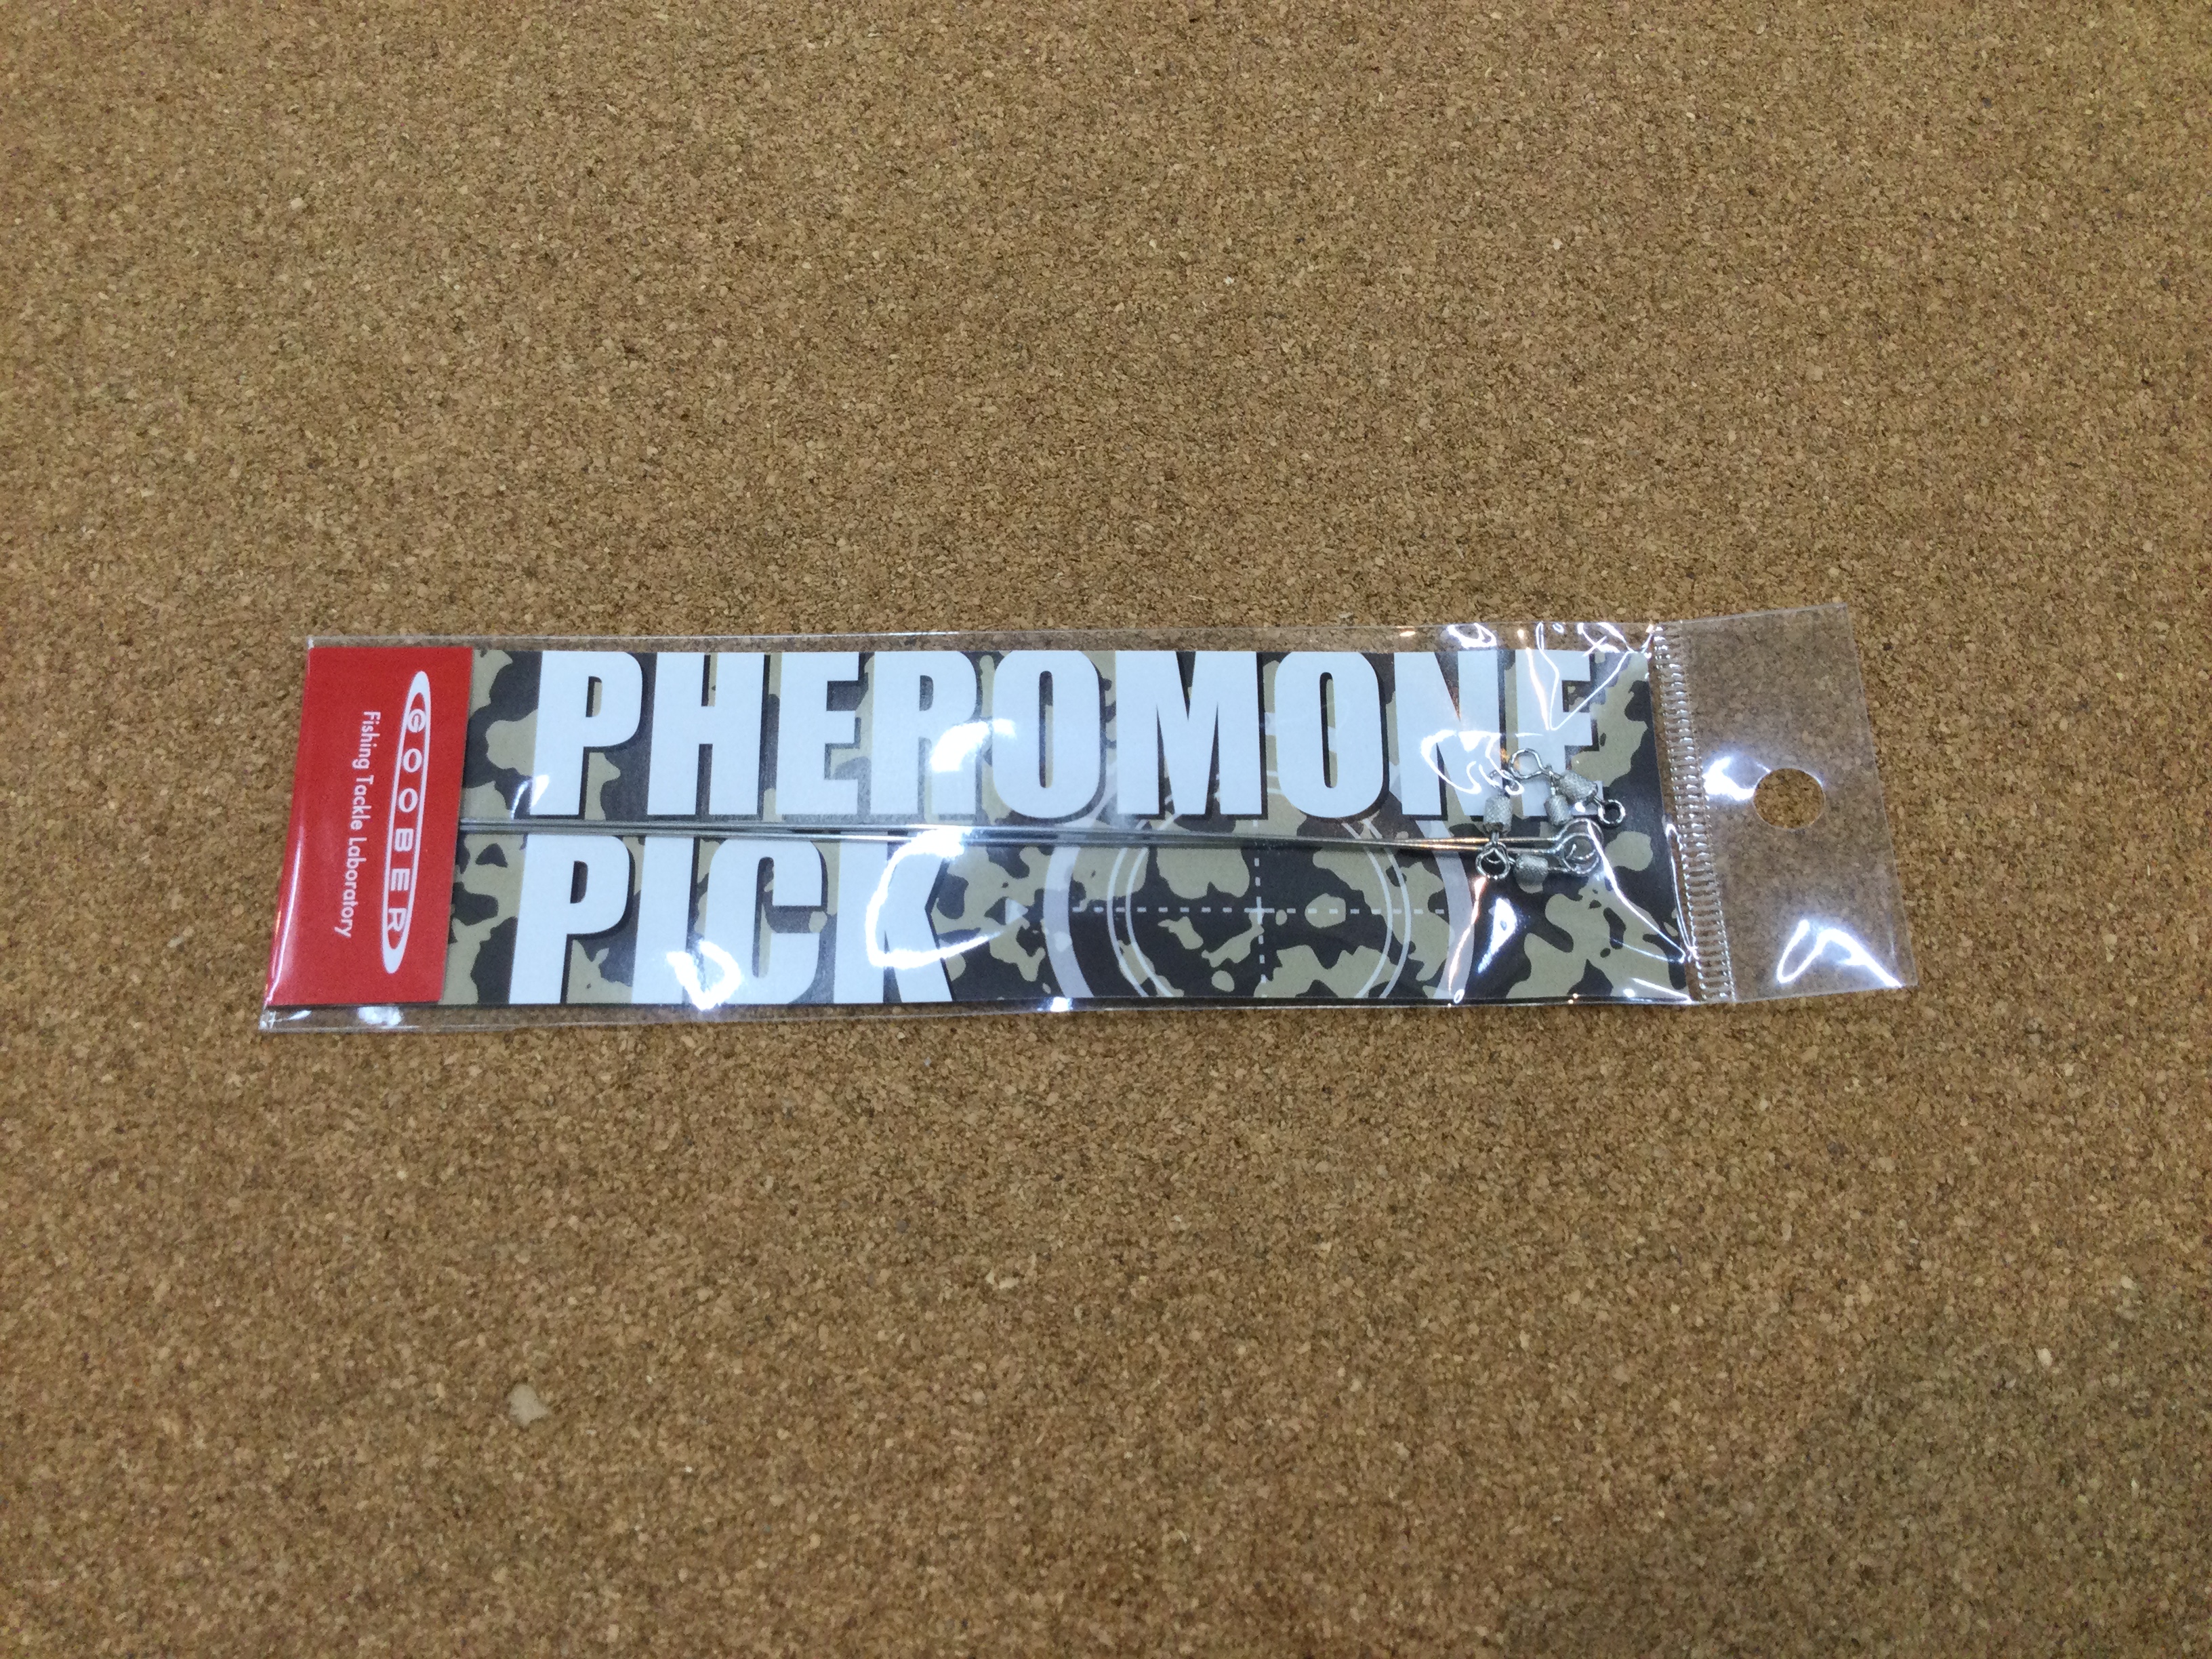 PHEROMONE
PICK
GOOBER
Fishing Tackle Laboratory